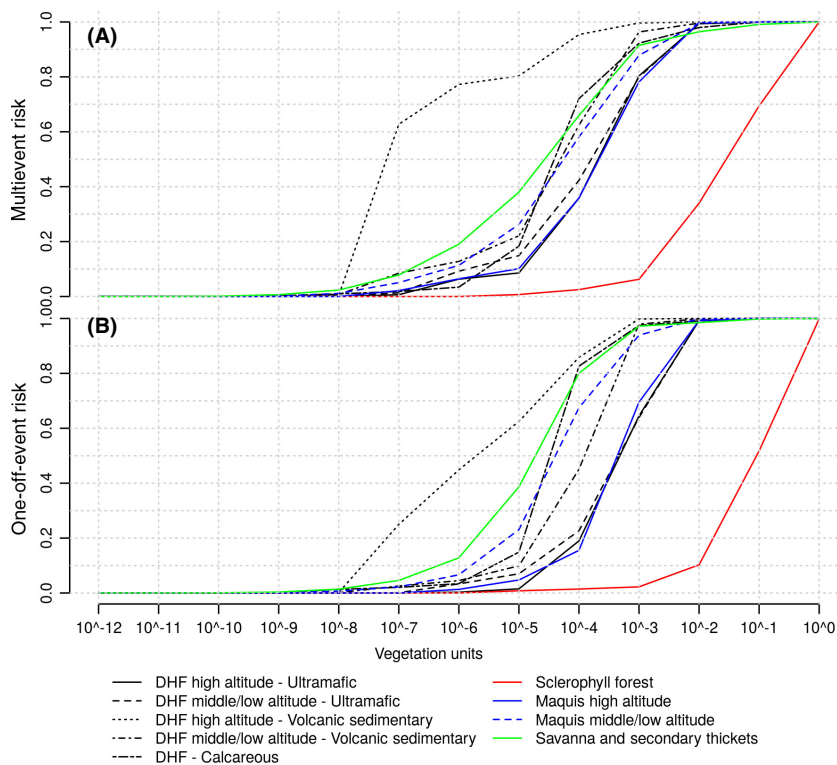 (A)
Multievent risk
1.0
0.8
0.6
0.4
0.2
0.0
(B)
One-off-event risk
1.0
0.8
0.6
0.4
0.2
0.0
10^-12 10^-11 10^-10 10^-9 10^-8 10^-7 10^-6 10^-5 10^-4 10^-3 10^-2 10^-1 10^0
Vegetation units
DHF high altitude - Ultramafic
DHF middle/low altitude - Ultramafic
DHF high altitude - Volcanic sedimentary
DHF middle/low altitude - Volcanic sedimentary
DHF - Calcareous
Sclerophyll forest
Maquis high altitude
Maquis middle/low altitude
Savanna and secondary thickets